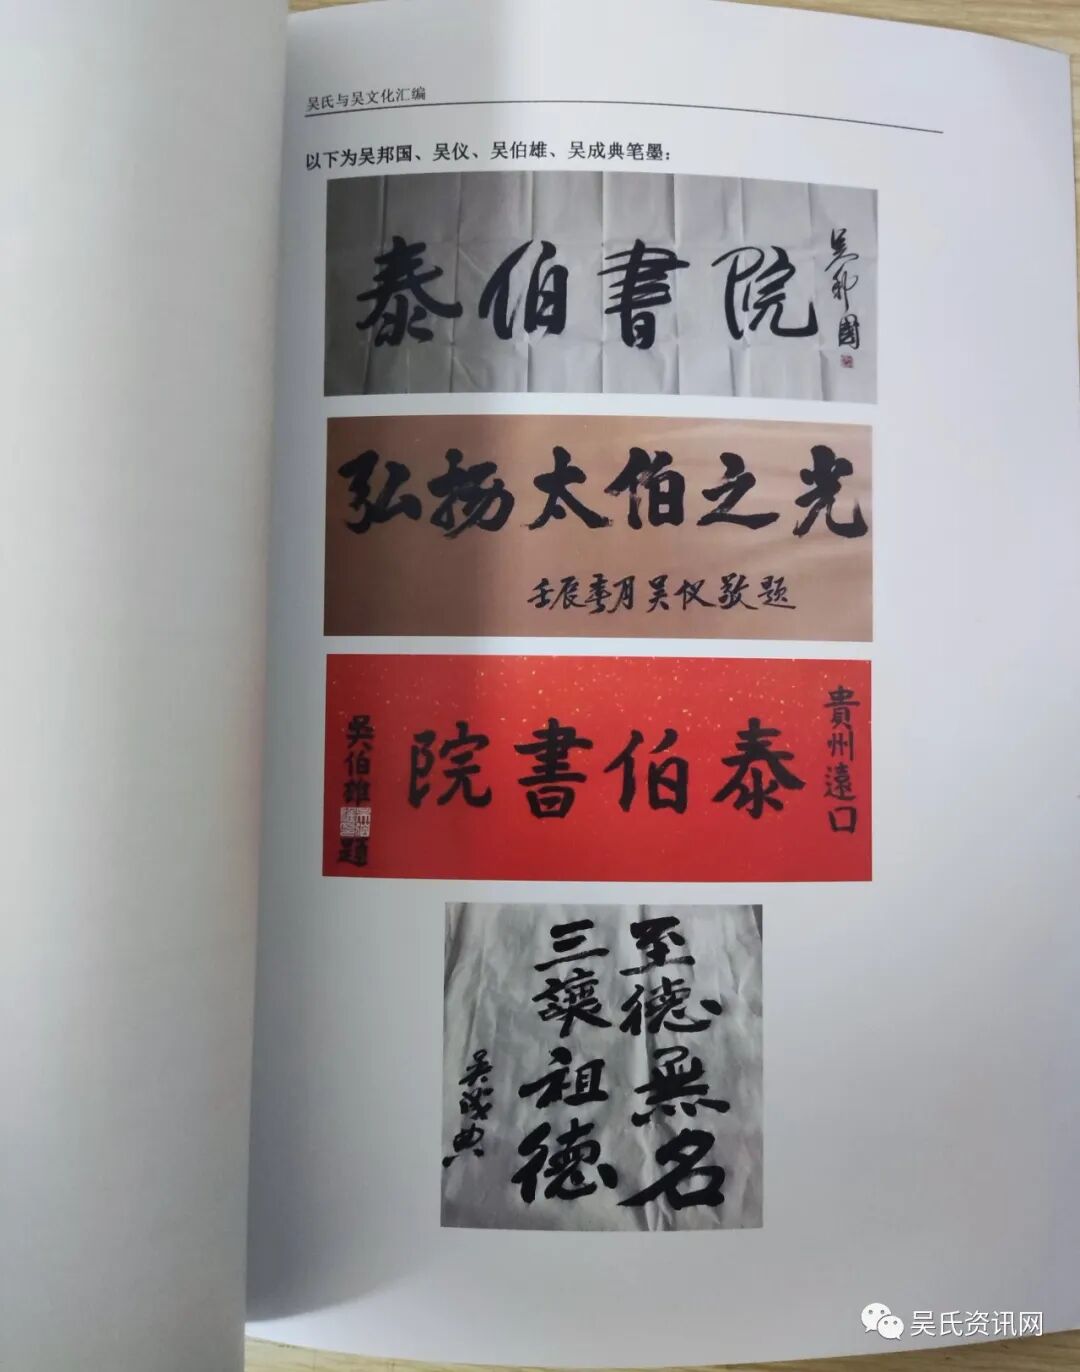 吴氏与吴文化汇编
以下为吴邦国、吴仪、吴伯雄、吴成典笔墨：
泰伯書院
吴邦國
弘扬太伯之光
壬辰季月吴仪敬题
貴州遠口
泰伯書院
吳伯雄題
至德無名
三讓祖德
吴成典
吴氏资讯网